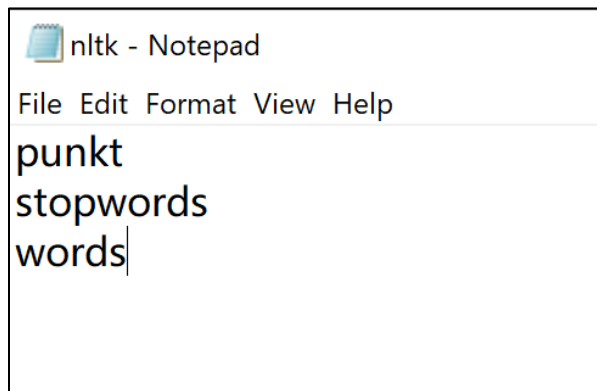 nltk - Notepad
File Edit Format View Help
punkt
stopwords
words